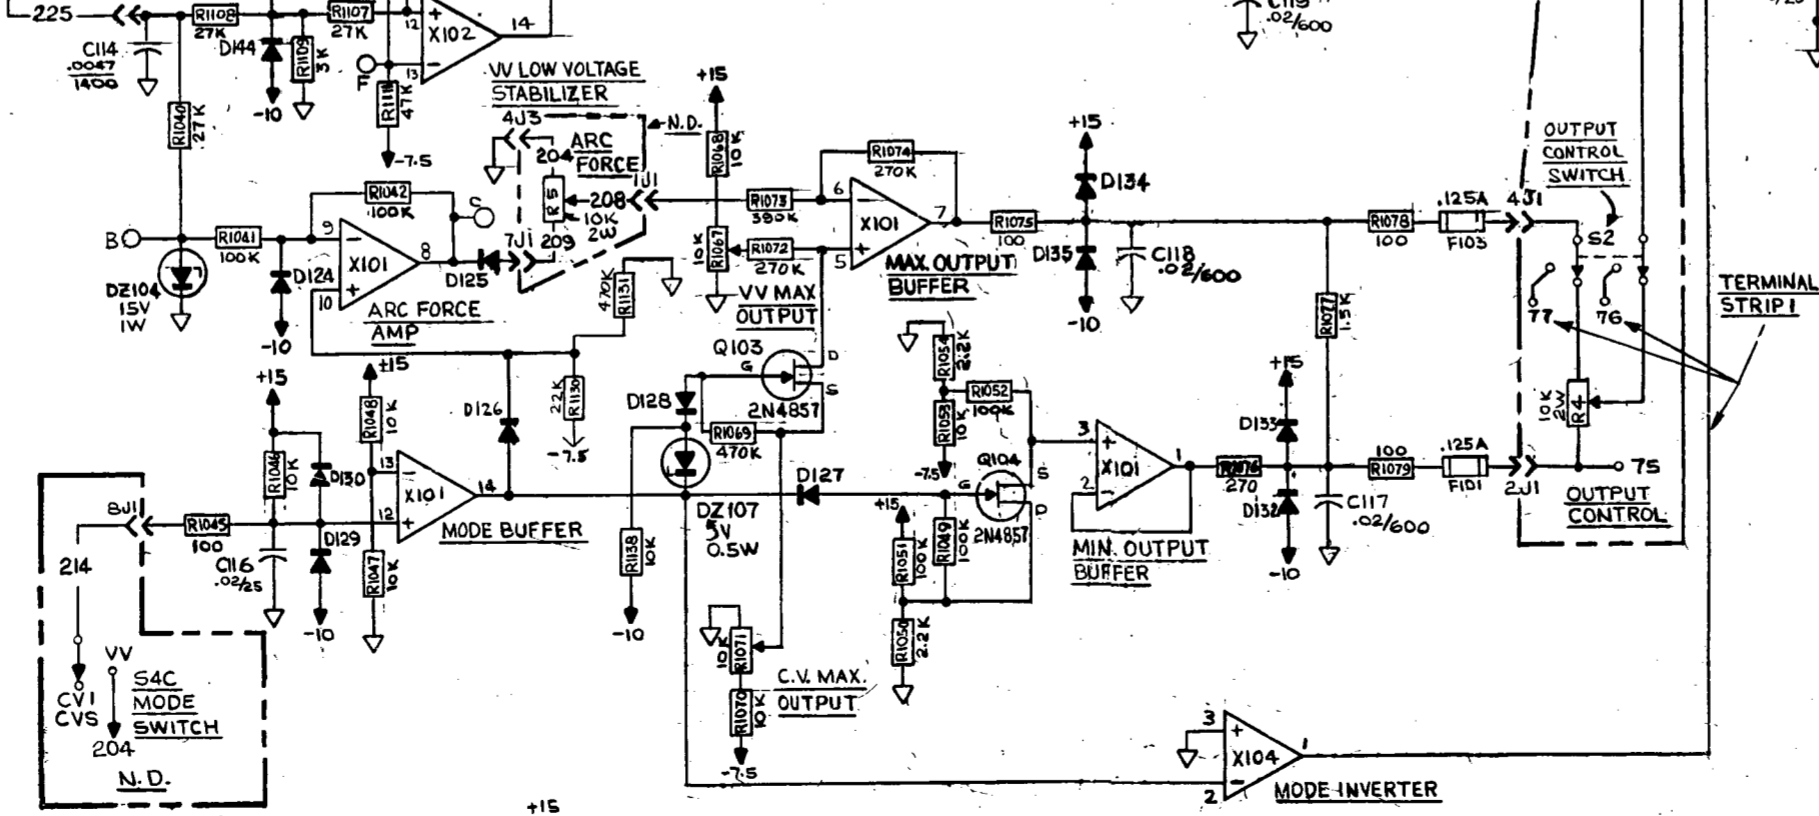 225
R1108
27K
R1107
27K
12
+
X102
14
-
13
C114
.0047
1400
D144
R1109
3K
-10
F
R1111
47K
-7.5
R1040
27K
VV LOW VOLTAGE
STABILIZER
4J3
204
ARC
FORCE
N.D.
1J1
R5
208
10K
2W
7J1
209
+15
R1068
10K
R1067
10K
VV MAX
OUTPUT
R1042
100K
C
B
R1041
100K
D124
-10
DZ104
15V
1W
9
-
X101
8
+
10
ARC FORCE
AMP
D125
470K
R1131
R1073
390K
R1072
270K
R1074
270K
6
-
X101
7
+
5
MAX. OUTPUT
BUFFER
R1075
100
+15
D134
D135
-10
C118
.02/600
.02/600
R1078
100
.125A
F103
4J1
OUTPUT
CONTROL
SWITCH
S2
77
76
TERMINAL
STRIP 1
R1077
1.5K
10K
2W
R4
75
OUTPUT
CONTROL
2J1
.125A
F101
100
R1079
+15
D133
D132
-10
C117
.02/600
R1076
270
3
+
X101
1
-
2
MIN. OUTPUT
BUFFER
R1054
2.2K
R1052
100K
R1053
10K
-7.5
Q104
G
S
D
2N4857
+15
R1051
100K
R1049
100K
R1050
2.2K
Q103
G
D
S
2N4857
D128
R1069
470K
DZ107
5V
0.5W
D127
R1138
10K
-10
10K
R1071
C.V. MAX.
OUTPUT
R1070
10K
-7.5
D126
22K
R1130
-7.5
±15
R1048
10K
R1047
10K
13
-
X101
14
+
12
MODE BUFFER
+15
R1046
10K
D130
D129
-10
8J1
R1045
100
C116
.02/25
214
CVI
CVS
VV
204
S4C
MODE
SWITCH
N.D.
3
+
X104
1
-
2
MODE INVERTER
+15